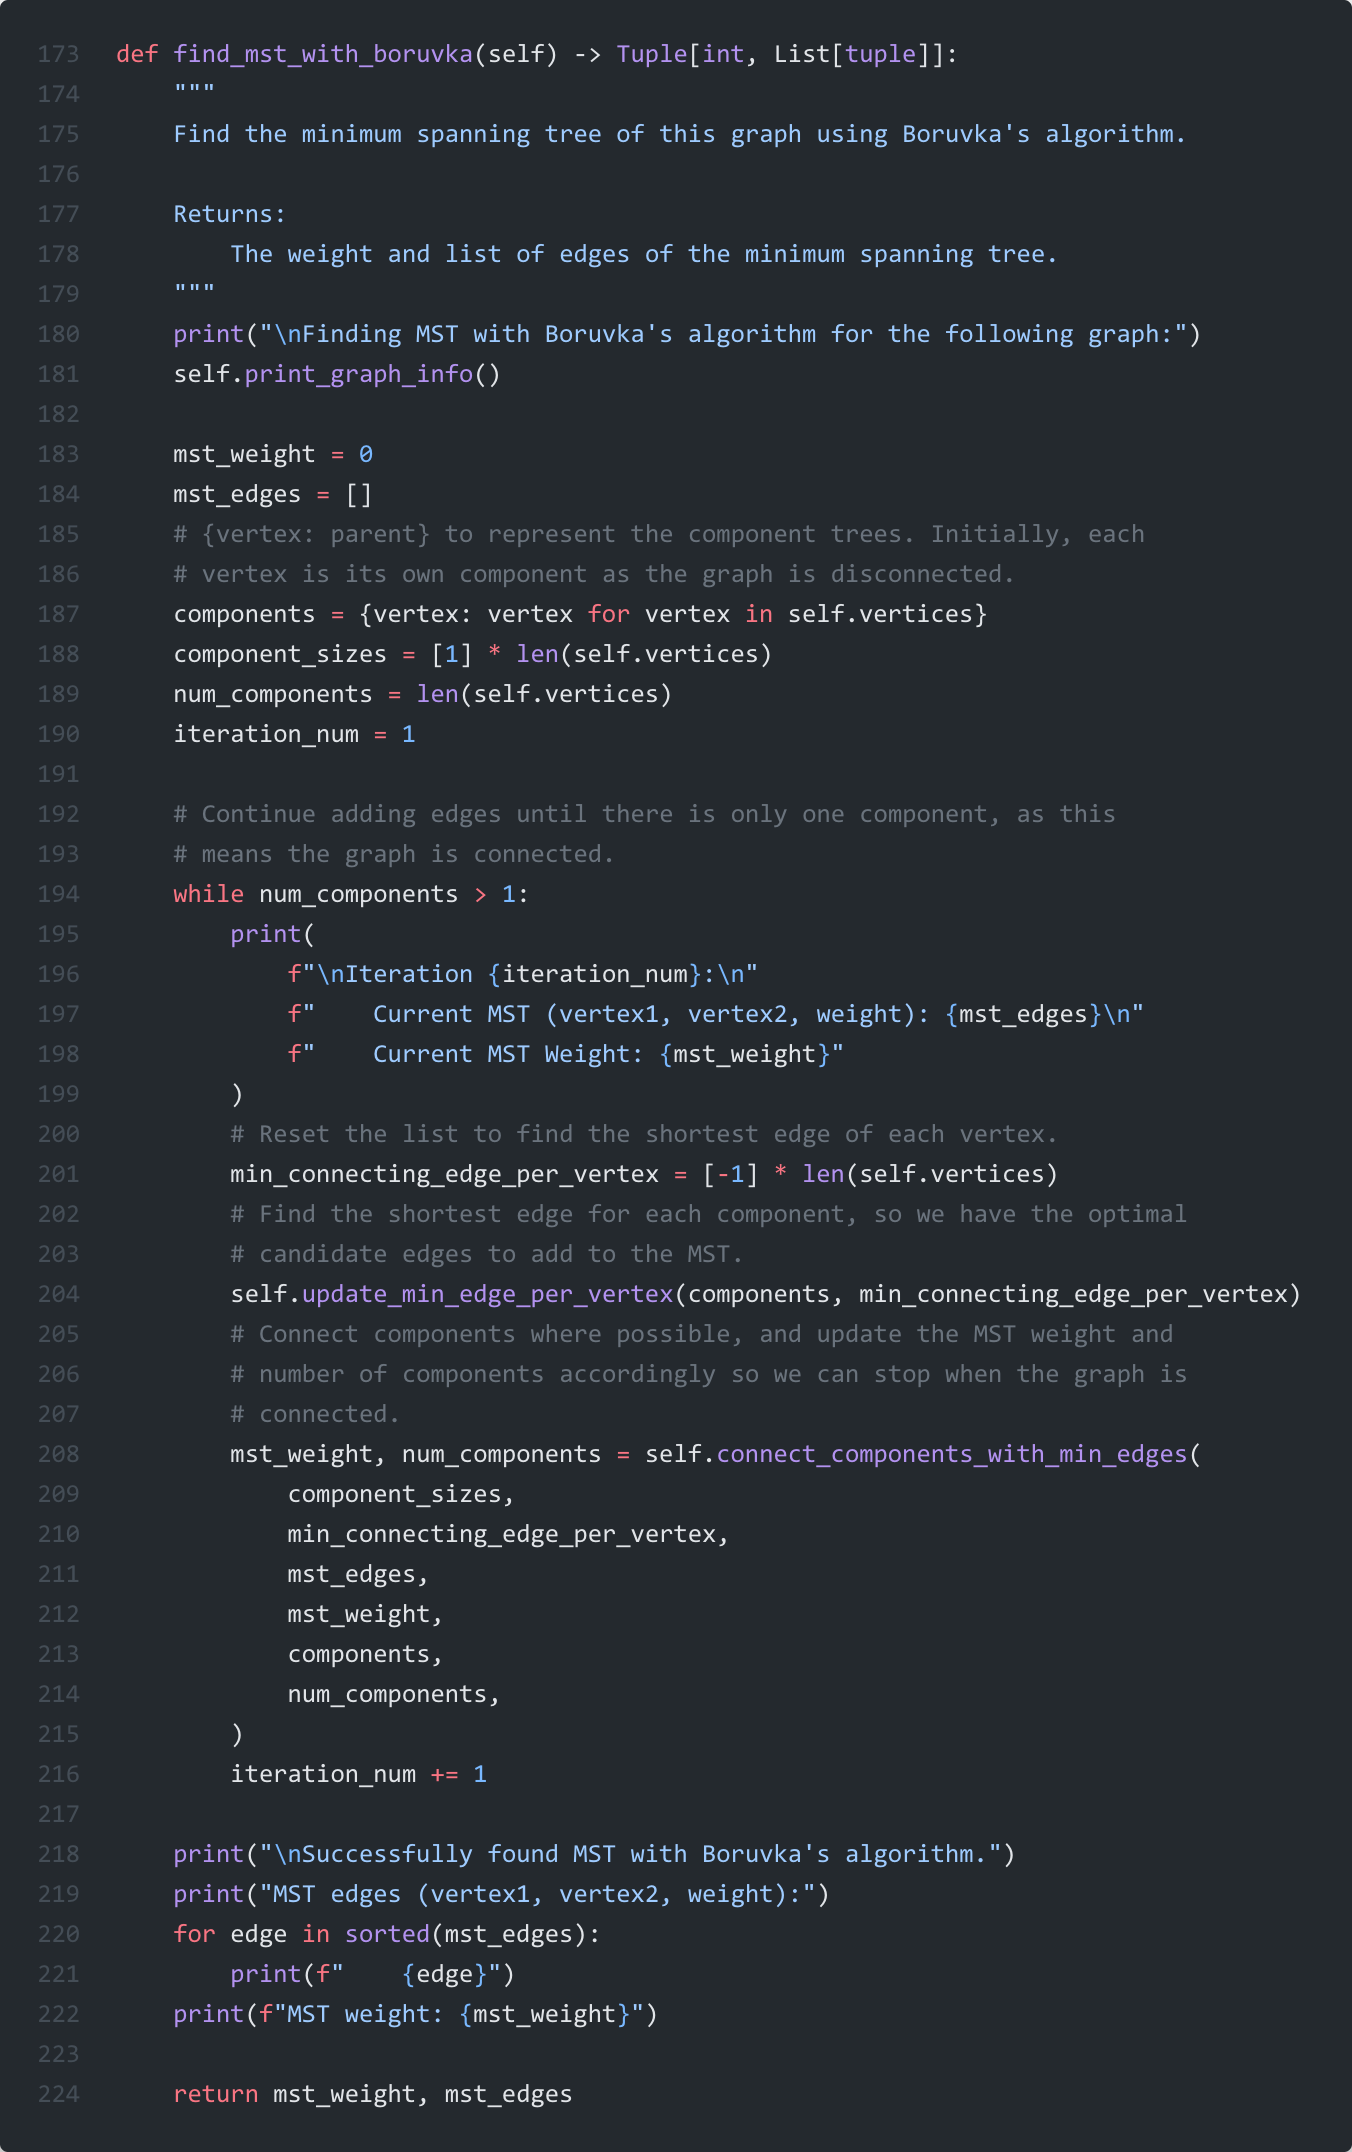 173 def find_mst_with_boruvka(self) -> Tuple[int, List[tuple]]:
174     """
175     Find the minimum spanning tree of this graph using Boruvka's algorithm.
176
177     Returns:
178         The weight and list of edges of the minimum spanning tree.
179     """
180     print("\nFinding MST with Boruvka's algorithm for the following graph:")
181     self.print_graph_info()
182
183     mst_weight = 0
184     mst_edges = []
185     # {vertex: parent} to represent the component trees. Initially, each
186     # vertex is its own component as the graph is disconnected.
187     components = {vertex: vertex for vertex in self.vertices}
188     component_sizes = [1] * len(self.vertices)
189     num_components = len(self.vertices)
190     iteration_num = 1
191
192     # Continue adding edges until there is only one component, as this
193     # means the graph is connected.
194     while num_components > 1:
195         print(
196             f"\nIteration {iteration_num}:\n"
197             f"    Current MST (vertex1, vertex2, weight): {mst_edges}\n"
198             f"    Current MST Weight: {mst_weight}"
199         )
200         # Reset the list to find the shortest edge of each vertex.
201         min_connecting_edge_per_vertex = [-1] * len(self.vertices)
202         # Find the shortest edge for each component, so we have the optimal
203         # candidate edges to add to the MST.
204         self.update_min_edge_per_vertex(components, min_connecting_edge_per_vertex)
205         # Connect components where possible, and update the MST weight and
206         # number of components accordingly so we can stop when the graph is
207         # connected.
208         mst_weight, num_components = self.connect_components_with_min_edges(
209             component_sizes,
210             min_connecting_edge_per_vertex,
211             mst_edges,
212             mst_weight,
213             components,
214             num_components,
215         )
216         iteration_num += 1
217
218     print("\nSuccessfully found MST with Boruvka's algorithm.")
219     print("MST edges (vertex1, vertex2, weight):")
220     for edge in sorted(mst_edges):
221         print(f"    {edge}")
222     print(f"MST weight: {mst_weight}")
223
224     return mst_weight, mst_edges